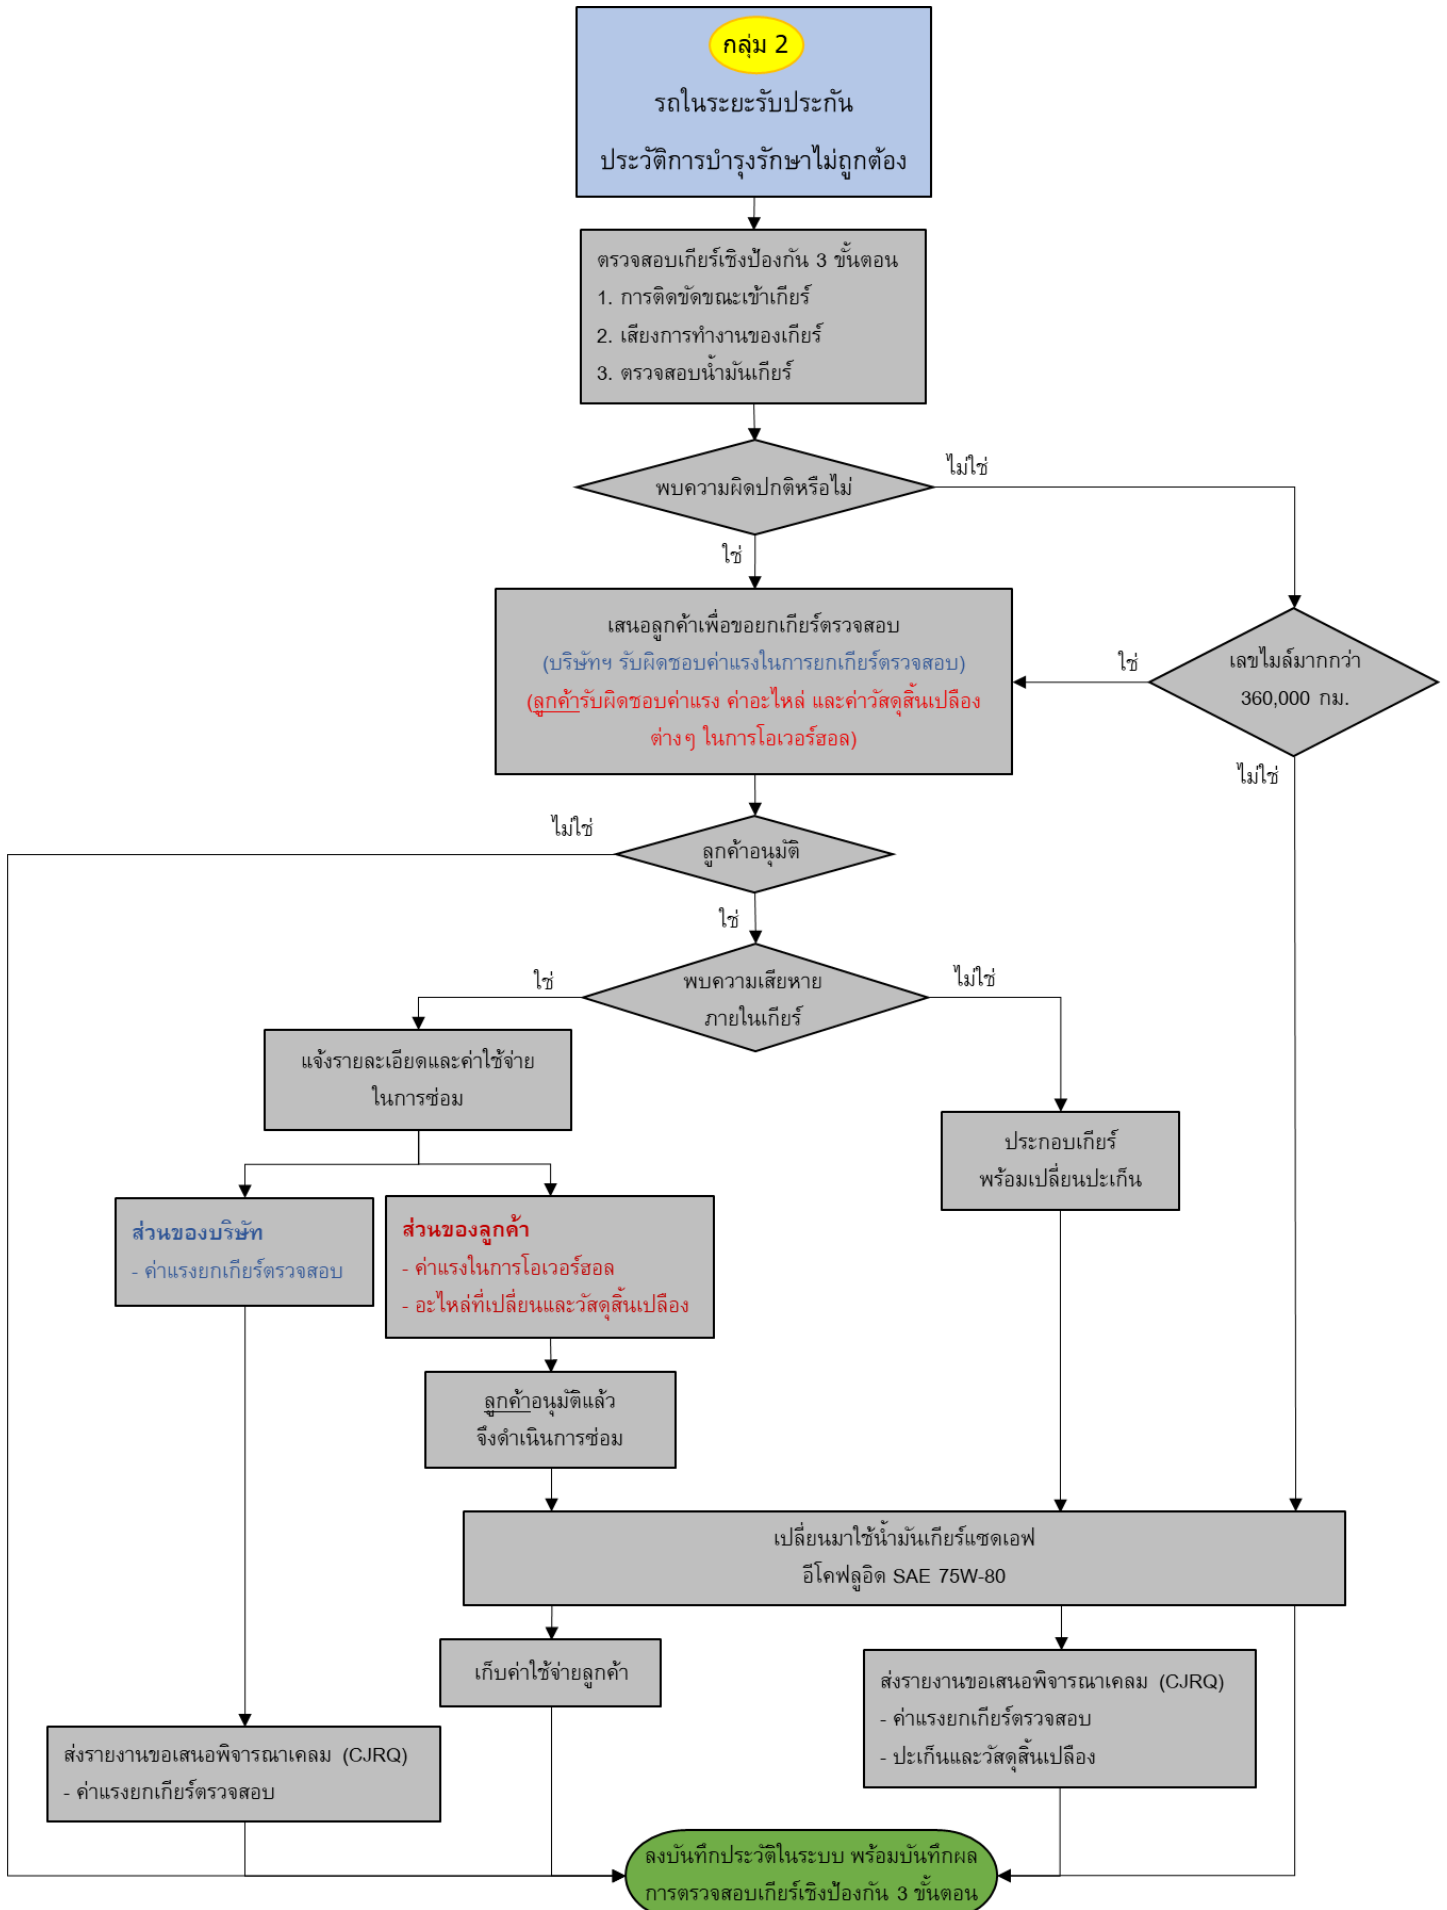 กลุ่ม 2
รถในระยะรับประกัน
ประวัติการบำรุงรักษาไม่ถูกต้อง
ตรวจสอบเกียร์เชิงป้องกัน 3 ขั้นตอน
1. การติดขัดขณะเข้าเกียร์
2. เสียงการทำงานของเกียร์
3. ตรวจสอบน้ำมันเกียร์
พบความผิดปกติหรือไม่
ไม่ใช่
ใช่
เสนอลูกค้าเพื่อขอยกเกียร์ตรวจสอบ
(บริษัทฯ รับผิดชอบค่าแรงในการยกเกียร์ตรวจสอบ)
(ลูกค้ารับผิดชอบค่าแรง ค่าอะไหล่ และค่าวัสดุสิ้นเปลือง
ต่างๆ ในการโอเวอร์ฮอล)
ใช่
เลขไมล์มากกว่า
360,000 กม.
ไม่ใช่
ไม่ใช่
ลูกค้าอนุมัติ
ใช่
ใช่
พบความเสียหาย
ภายในเกียร์
ไม่ใช่
แจ้งรายละเอียดและค่าใช้จ่าย
ในการซ่อม
ประกอบเกียร์
พร้อมเปลี่ยนปะเก็น
ส่วนของบริษัท
- ค่าแรงยกเกียร์ตรวจสอบ
ส่วนของลูกค้า
- ค่าแรงในการโอเวอร์ฮอล
- อะไหล่ที่เปลี่ยนและวัสดุสิ้นเปลือง
ลูกค้าอนุมัติแล้ว
จึงดำเนินการซ่อม
เปลี่ยนมาใช้น้ำมันเกียร์แซดเอฟ
อีโคฟลูอิด SAE 75W-80
เก็บค่าใช้จ่ายลูกค้า
ส่งรายงานขอเสนอพิจารณาเคลม (CJRQ)
- ค่าแรงยกเกียร์ตรวจสอบ
- ปะเก็นและวัสดุสิ้นเปลือง
ส่งรายงานขอเสนอพิจารณาเคลม (CJRQ)
- ค่าแรงยกเกียร์ตรวจสอบ
ลงบันทึกประวัติในระบบ พร้อมบันทึกผล
การตรวจสอบเกียร์เชิงป้องกัน 3 ขั้นตอน